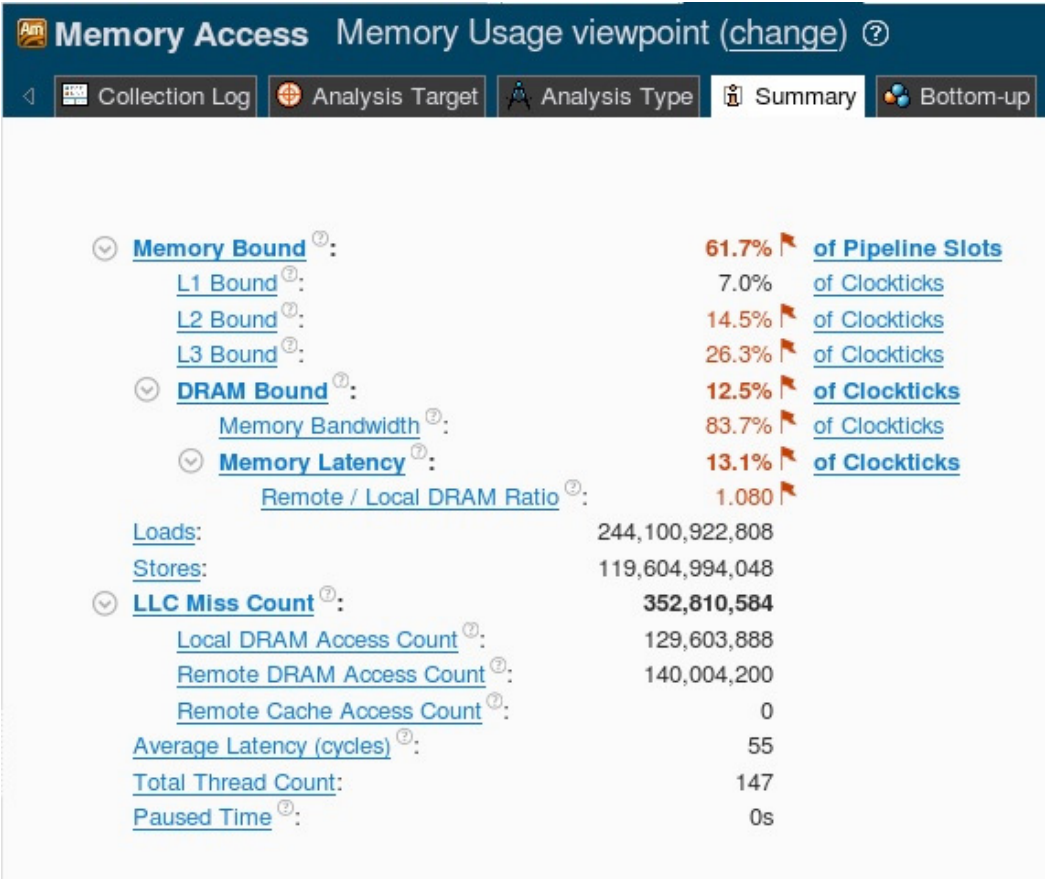 Am Memory Access Memory Usage viewpoint (change) ?
Collection Log Analysis Target Analysis Type Summary Bottom-up
Memory Bound ?: 61.7% of Pipeline Slots
L1 Bound ?: 7.0% of Clockticks
L2 Bound ?: 14.5% of Clockticks
L3 Bound ?: 26.3% of Clockticks
DRAM Bound ?: 12.5% of Clockticks
Memory Bandwidth ?: 83.7% of Clockticks
Memory Latency ?: 13.1% of Clockticks
Remote / Local DRAM Ratio ?: 1.080
Loads: 244,100,922,808
Stores: 119,604,994,048
LLC Miss Count ?: 352,810,584
Local DRAM Access Count ?: 129,603,888
Remote DRAM Access Count ?: 140,004,200
Remote Cache Access Count ?: 0
Average Latency (cycles) ?: 55
Total Thread Count: 147
Paused Time ?: 0s